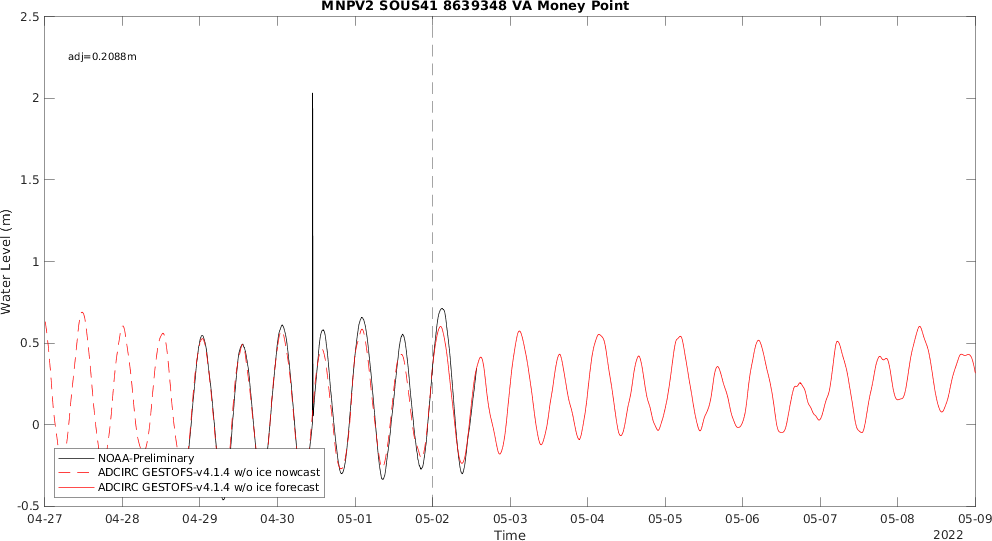 MNPV2 SOUS41 8639348 VA Money Point
adj=0.2088m
2.5
2
1.5
1
0.5
0
-0.5
Water Level (m)
NOAA-Preliminary
ADCIRC GESTOFS-v4.1.4 w/o ice nowcast
ADCIRC GESTOFS-v4.1.4 w/o ice forecast
04-27 04-28 04-29 04-30 05-01 05-02 05-03 05-04 05-05 05-06 05-07 05-08 05-09
Time
2022